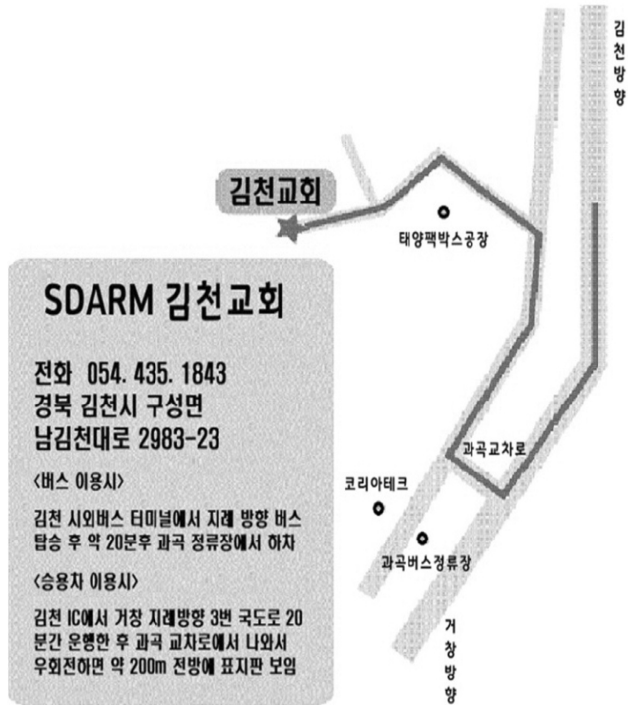 김천방향
김천교회
태양팩박스공장
SDARM 김천교회
전화 054. 435. 1843
경북 김천시 구성면
남김천대로 2983-23
<버스 이용시>
김천 시외버스 터미널에서 지례 방향 버스
탑승 후 약 20분후 과곡 정류장에서 하차
<승용차 이용시>
김천 IC에서 거창 지례방향 3번 국도로 20
분간 운행한 후 과곡 교차로에서 나와서
우회전하면 약 200m 전방에 표지판 보임
과곡교차로
코리아테크
과곡버스정류장
거창방향